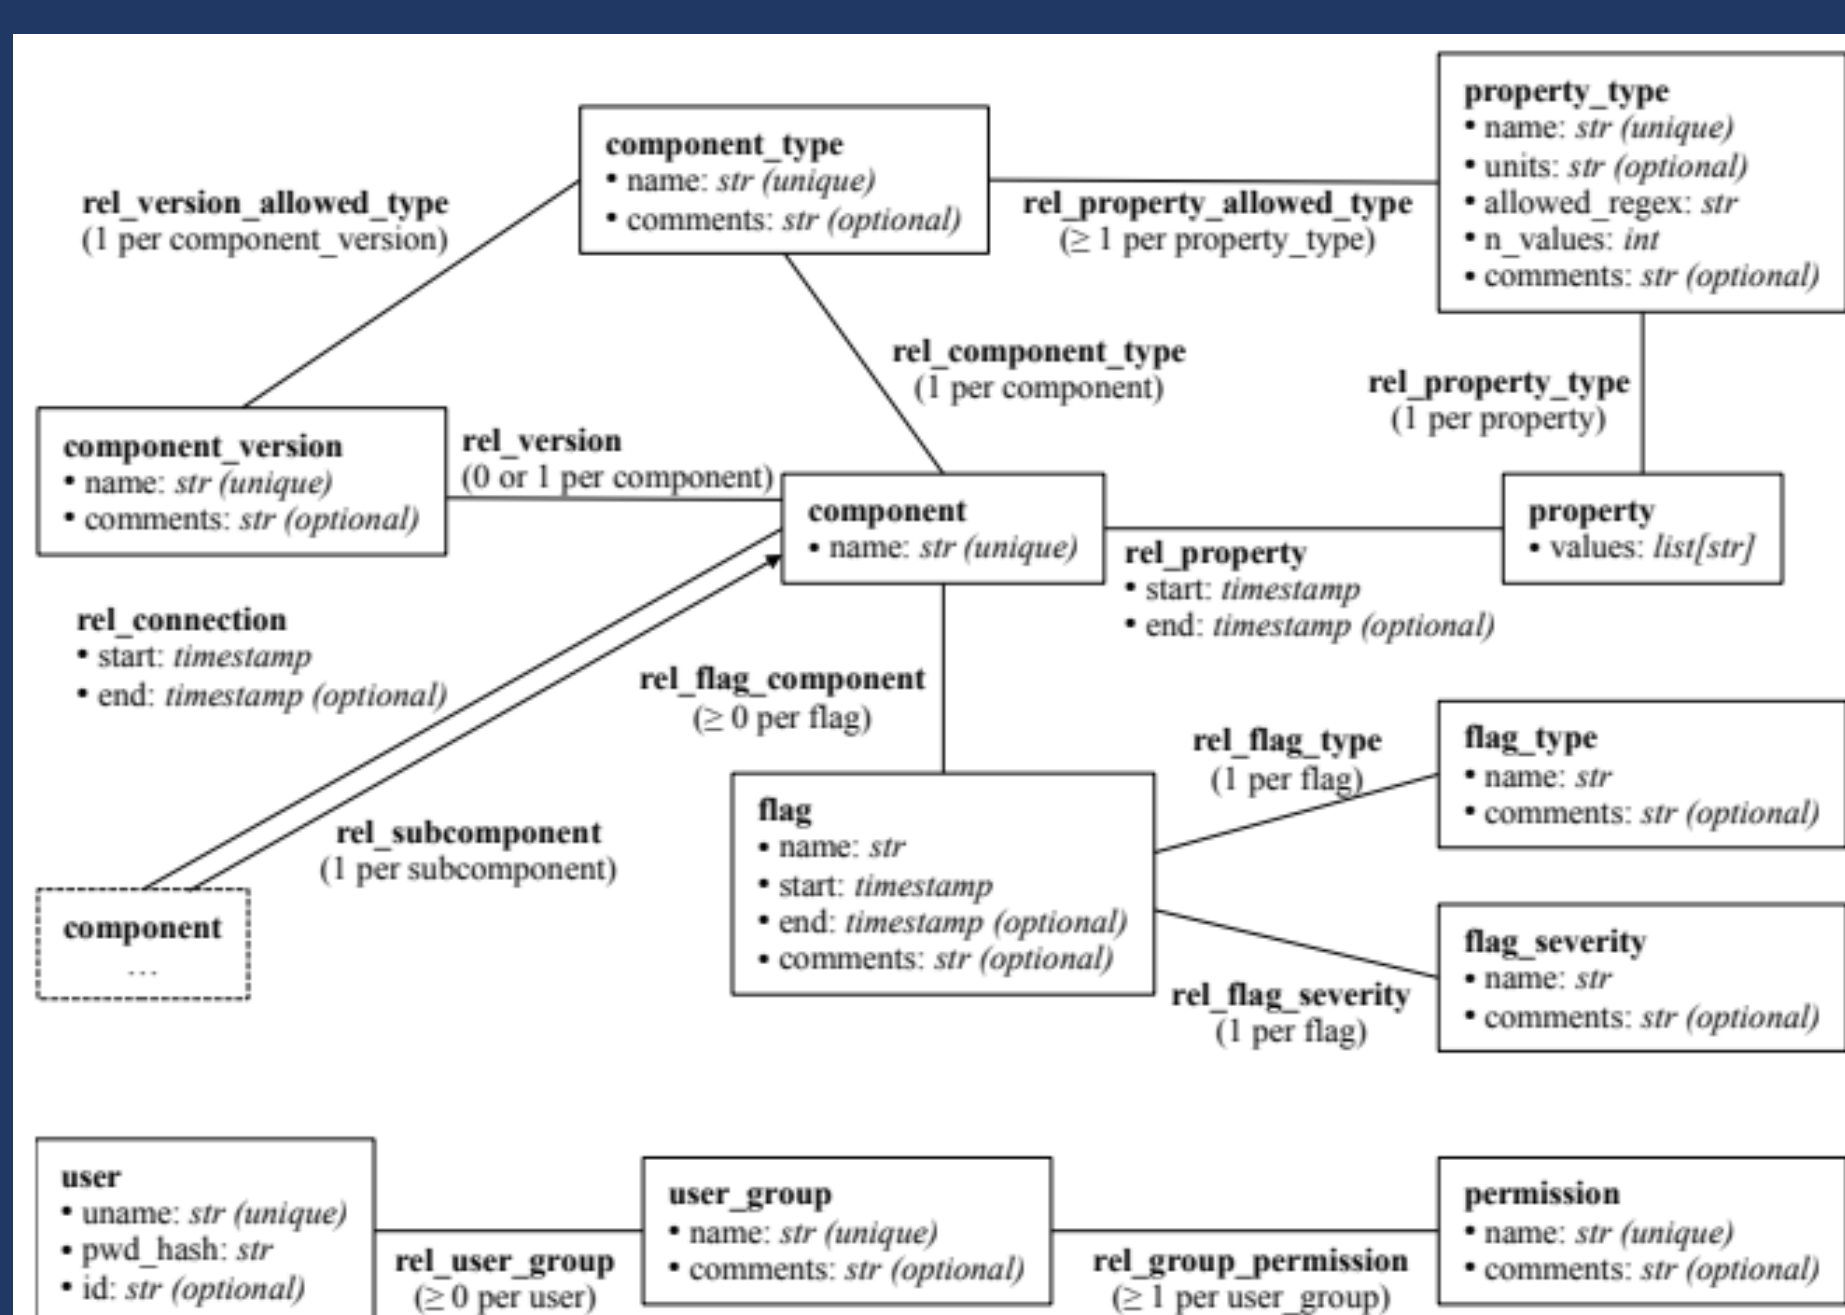 component_type
• name: str (unique)
• comments: str (optional)
property_type
• name: str (unique)
• units: str (optional)
• allowed_regex: str
• n_values: int
• comments: str (optional)
rel_version_allowed_type
(1 per component_version)
rel_property_allowed_type
(≥ 1 per property_type)
rel_component_type
(1 per component)
rel_property_type
(1 per property)
component_version
• name: str (unique)
• comments: str (optional)
rel_version
(0 or 1 per component)
component
• name: str (unique)
rel_property
• start: timestamp
• end: timestamp (optional)
property
• values: list[str]
rel_connection
• start: timestamp
• end: timestamp (optional)
rel_flag_component
(≥ 0 per flag)
rel_subcomponent
(1 per subcomponent)
component
...
flag
• name: str
• start: timestamp
• end: timestamp (optional)
• comments: str (optional)
rel_flag_type
(1 per flag)
flag_type
• name: str
• comments: str (optional)
rel_flag_severity
(1 per flag)
flag_severity
• name: str
• comments: str (optional)
user
• uname: str (unique)
• pwd_hash: str
• id: str (optional)
rel_user_group
(≥ 0 per user)
user_group
• name: str (unique)
• comments: str (optional)
rel_group_permission
(≥ 1 per user_group)
permission
• name: str (unique)
• comments: str (optional)